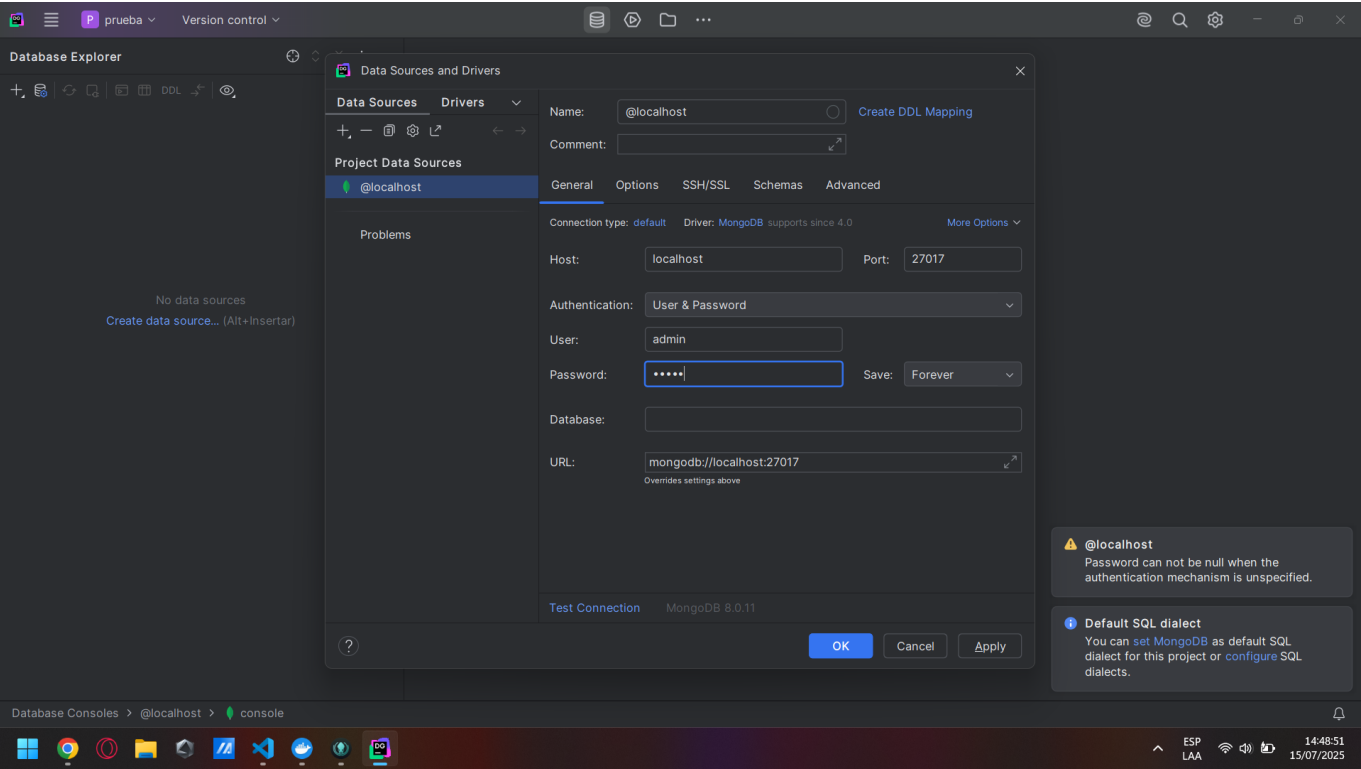 P prueba Version control
Database Explorer
DDL
No data sources
Create data source... (Alt+Insertar)
Data Sources and Drivers
Data Sources Drivers
Project Data Sources
@localhost
Problems
Name: @localhost Create DDL Mapping
Comment:
General Options SSH/SSL Schemas Advanced
Connection type: default Driver: MongoDB supports since 4.0 More Options
Host: localhost Port: 27017
Authentication: User & Password
User: admin
Password: ••••• Save: Forever
Database:
URL: mongodb://localhost:27017
Overrides settings above
Test Connection MongoDB 8.0.11
? OK Cancel Apply
@localhost
Password can not be null when the
authentication mechanism is unspecified.
Default SQL dialect
You can set MongoDB as default SQL
dialect for this project or configure SQL
dialects.
Database Consoles > @localhost > console
ESP
LAA
14:48:51
15/07/2025